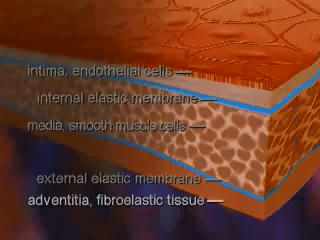 intima, endothelial cells
internal elastic membrane
media, smooth muscle cells
external elastic membrane
adventitia, fibroelastic tissue